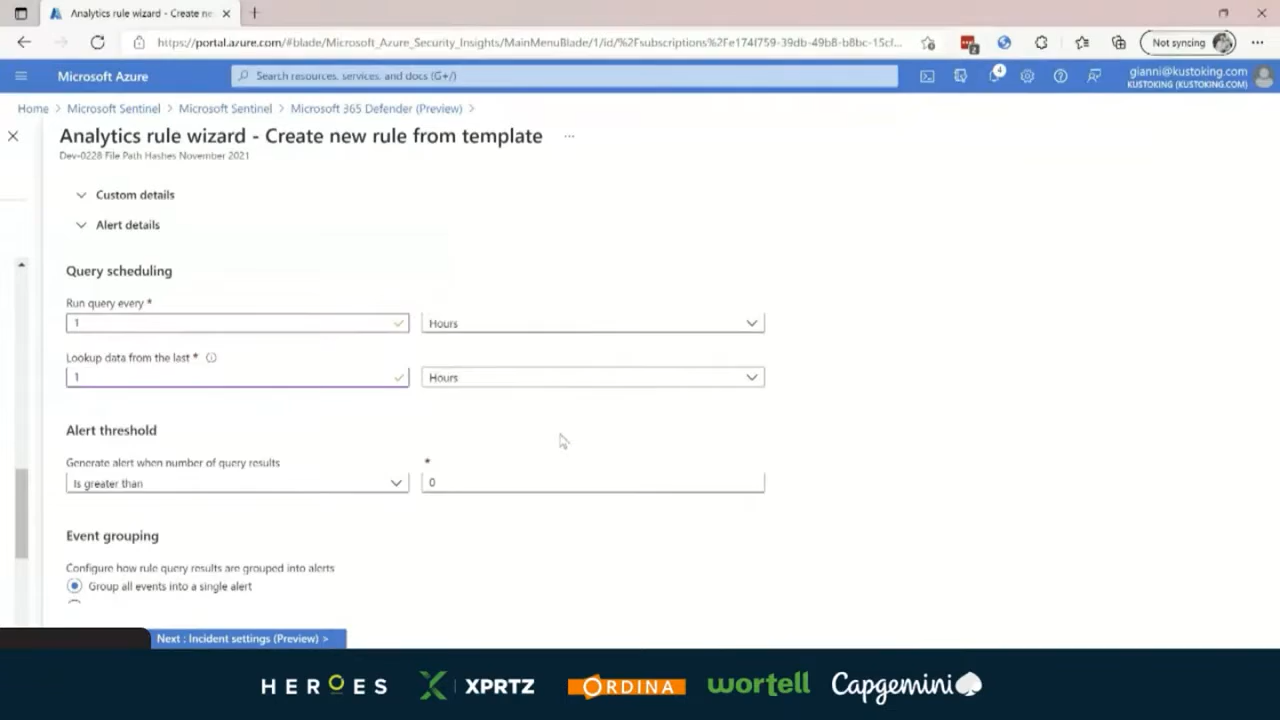 Analytics rule wizard - Create ne
https://portal.azure.com/#blade/Microsoft_Azure_Security_Insights/MainMenuBlade/1/id/%2Fsubscriptions%2Fe174f759-39db-49b8-b8bc-15cf...
2
Not syncing
Microsoft Azure
Search resources, services, and docs (G+/)
4
gianni@kustoking.com
KUSTOKING (KUSTOKING.COM)
Home > Microsoft Sentinel > Microsoft Sentinel > Microsoft 365 Defender (Preview) >
Analytics rule wizard - Create new rule from template ...
Dev-0228 File Path Hashes November 2021
Custom details
Alert details
Query scheduling
Run query every *
1 Hours
Lookup data from the last *
1 Hours
Alert threshold
Generate alert when number of query results *
Is greater than 0
Event grouping
Configure how rule query results are grouped into alerts
Group all events into a single alert
Next : Incident settings (Preview) >
HEROES XPRTZ ORDINA wortell Capgemini